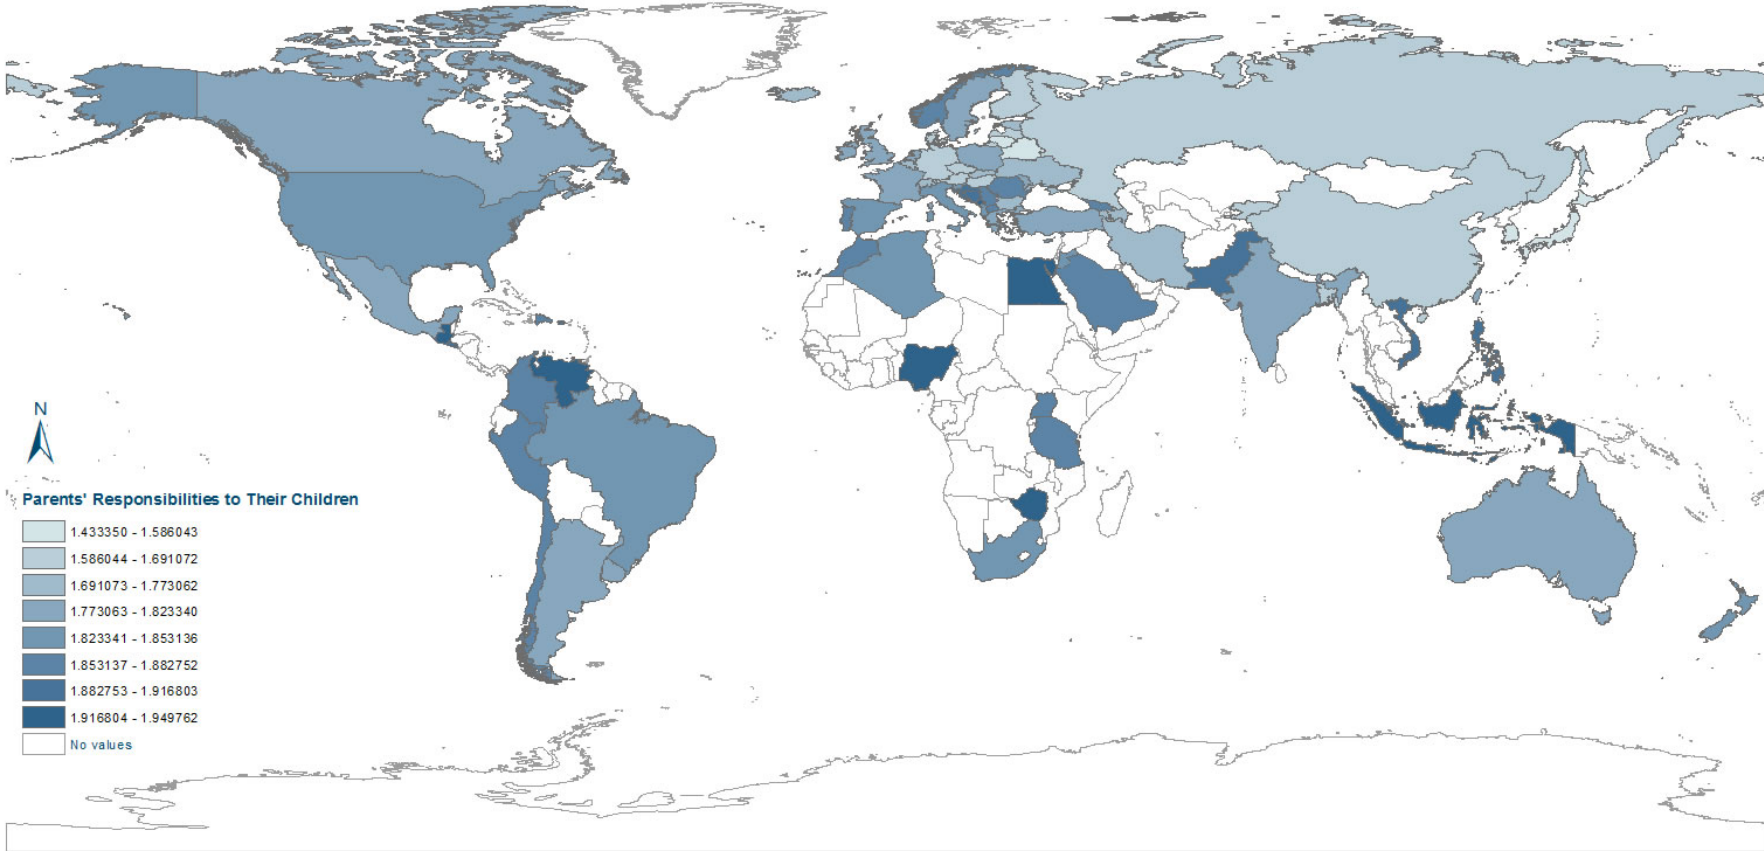 N
Parents' Responsibilities to Their Children
1.433350 - 1.586043
1.586044 - 1.691072
1.691073 - 1.773062
1.773063 - 1.823340
1.823341 - 1.853136
1.853137 - 1.882752
1.882753 - 1.916803
1.916804 - 1.949762
No values